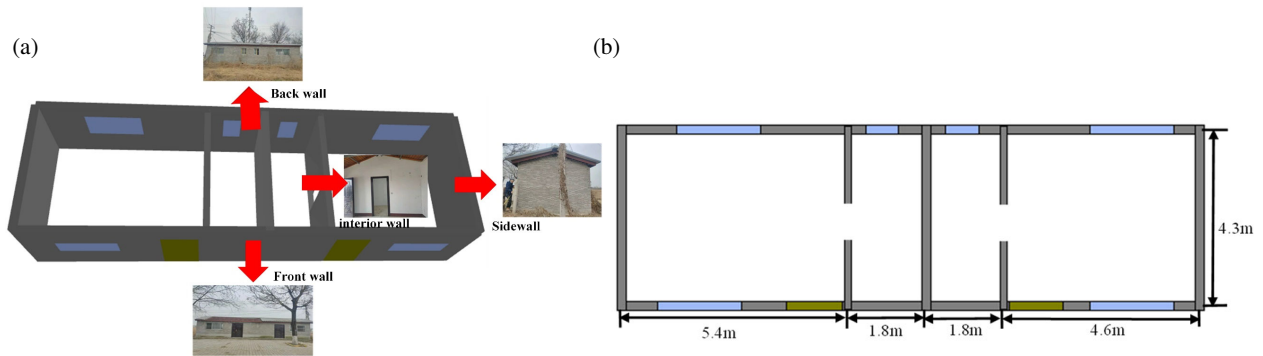 (a)
Back wall
interior wall
Sidewall
Front wall
(b)
4.3m
5.4m
1.8m
1.8m
4.6m